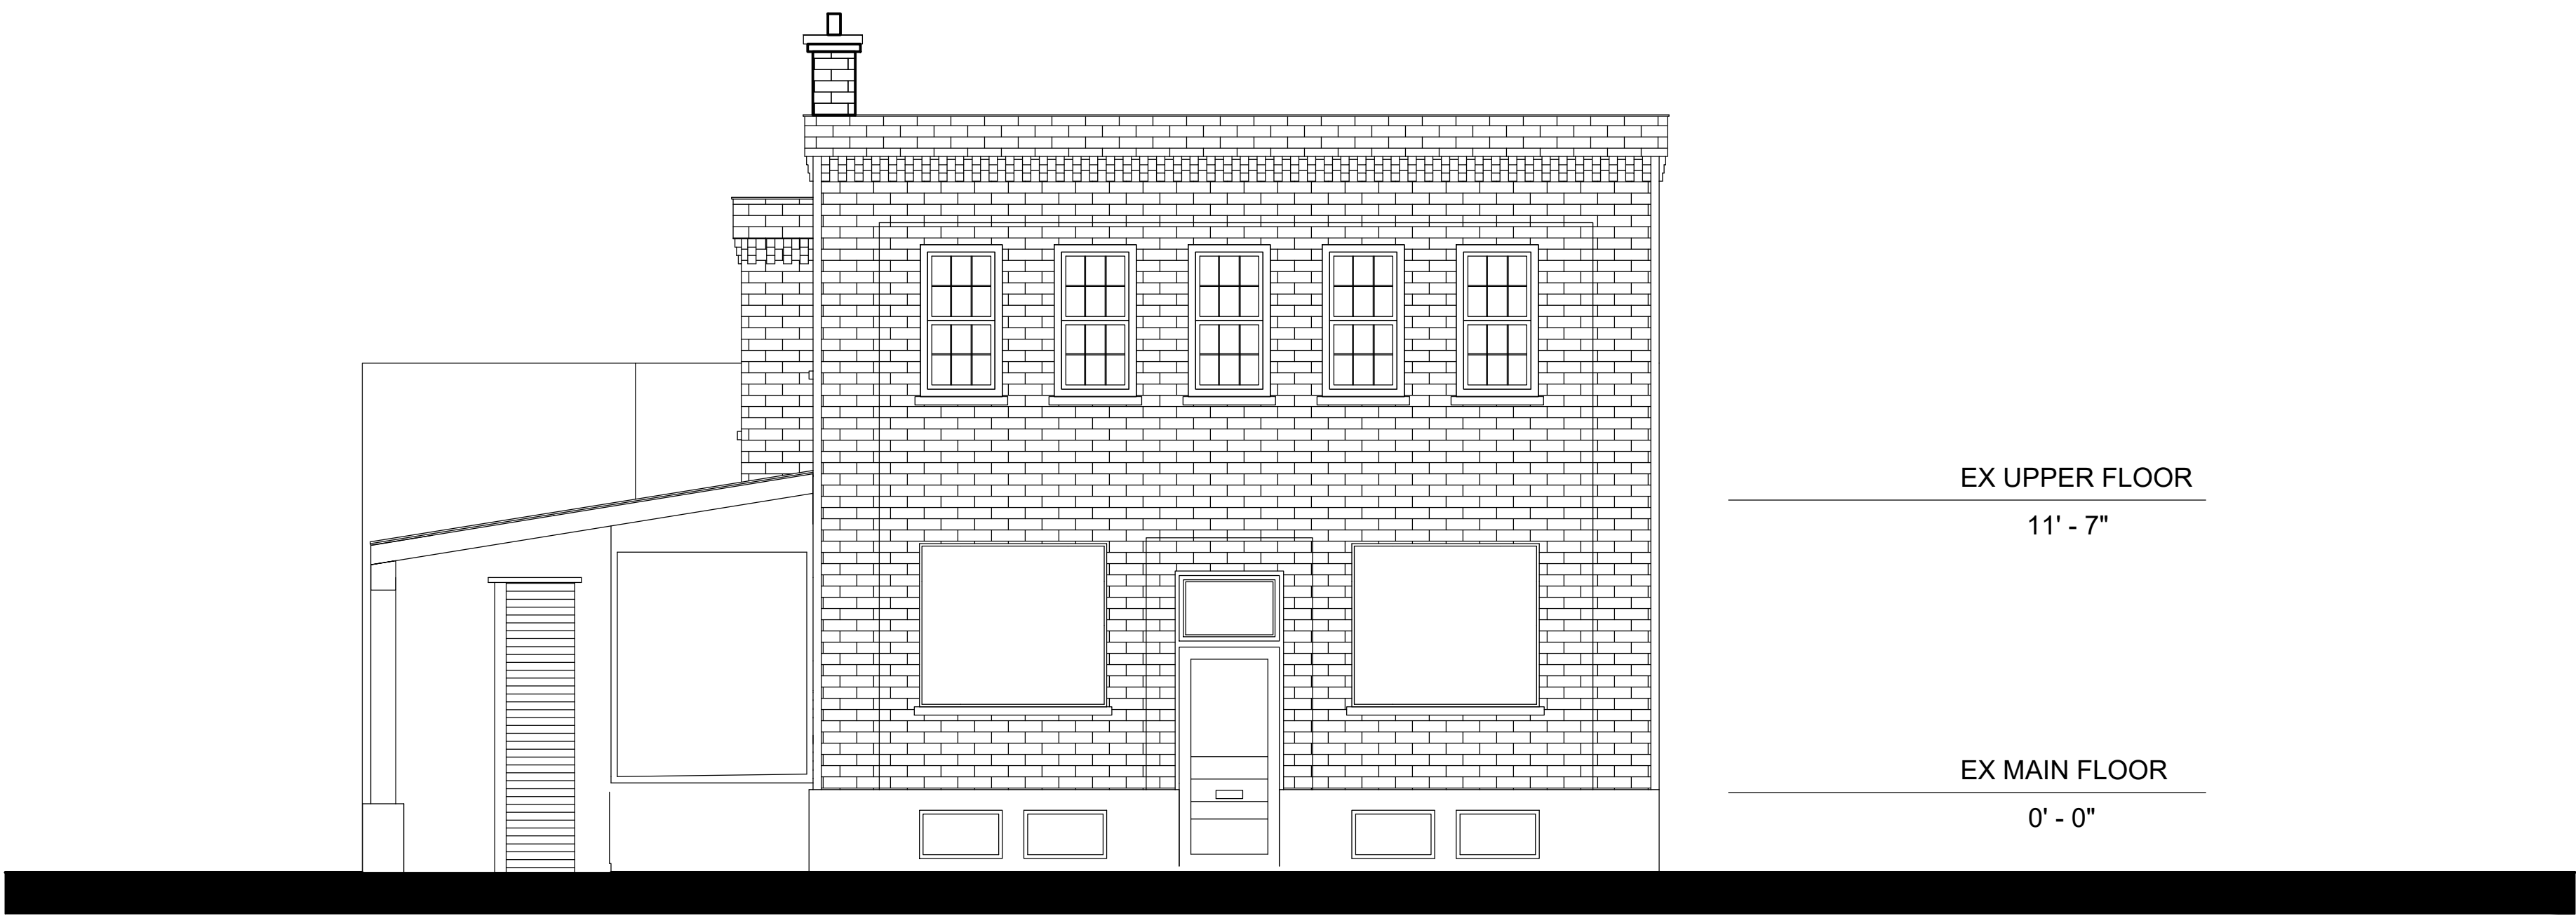 EX UPPER FLOOR
11' - 7"
EX MAIN FLOOR
0' - 0"